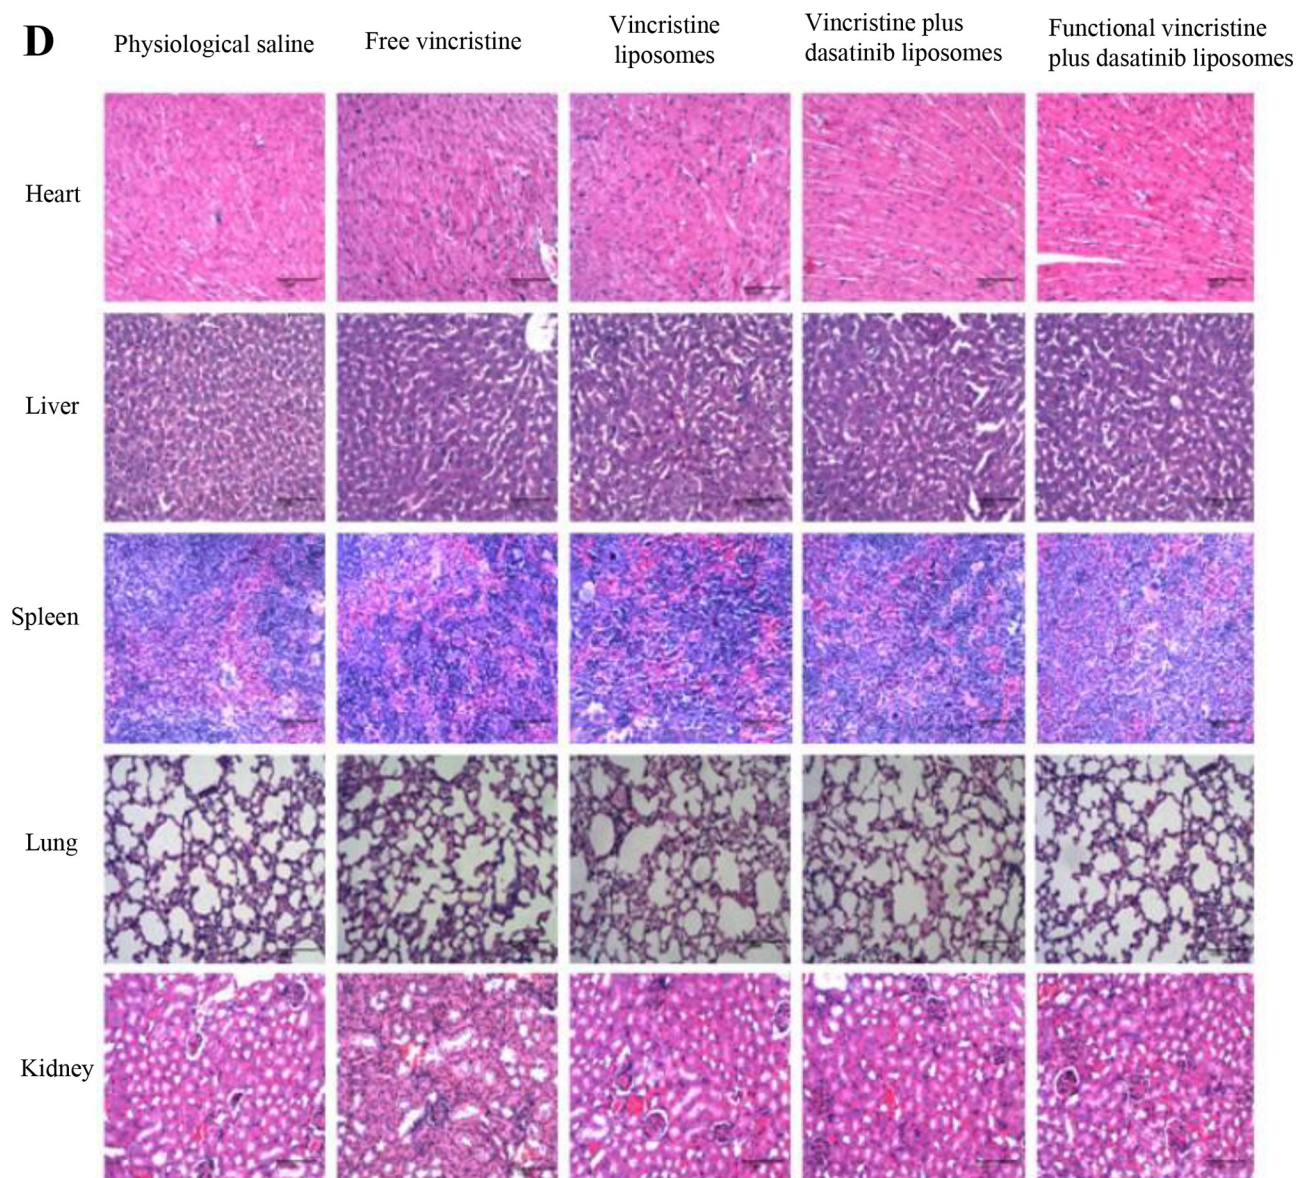 D
Physiological saline
Free vincristine
Vincristine
liposomes
Vincristine plus
dasatinib liposomes
Functional vincristine
plus dasatinib liposomes
Heart
Liver
Spleen
Lung
Kidney